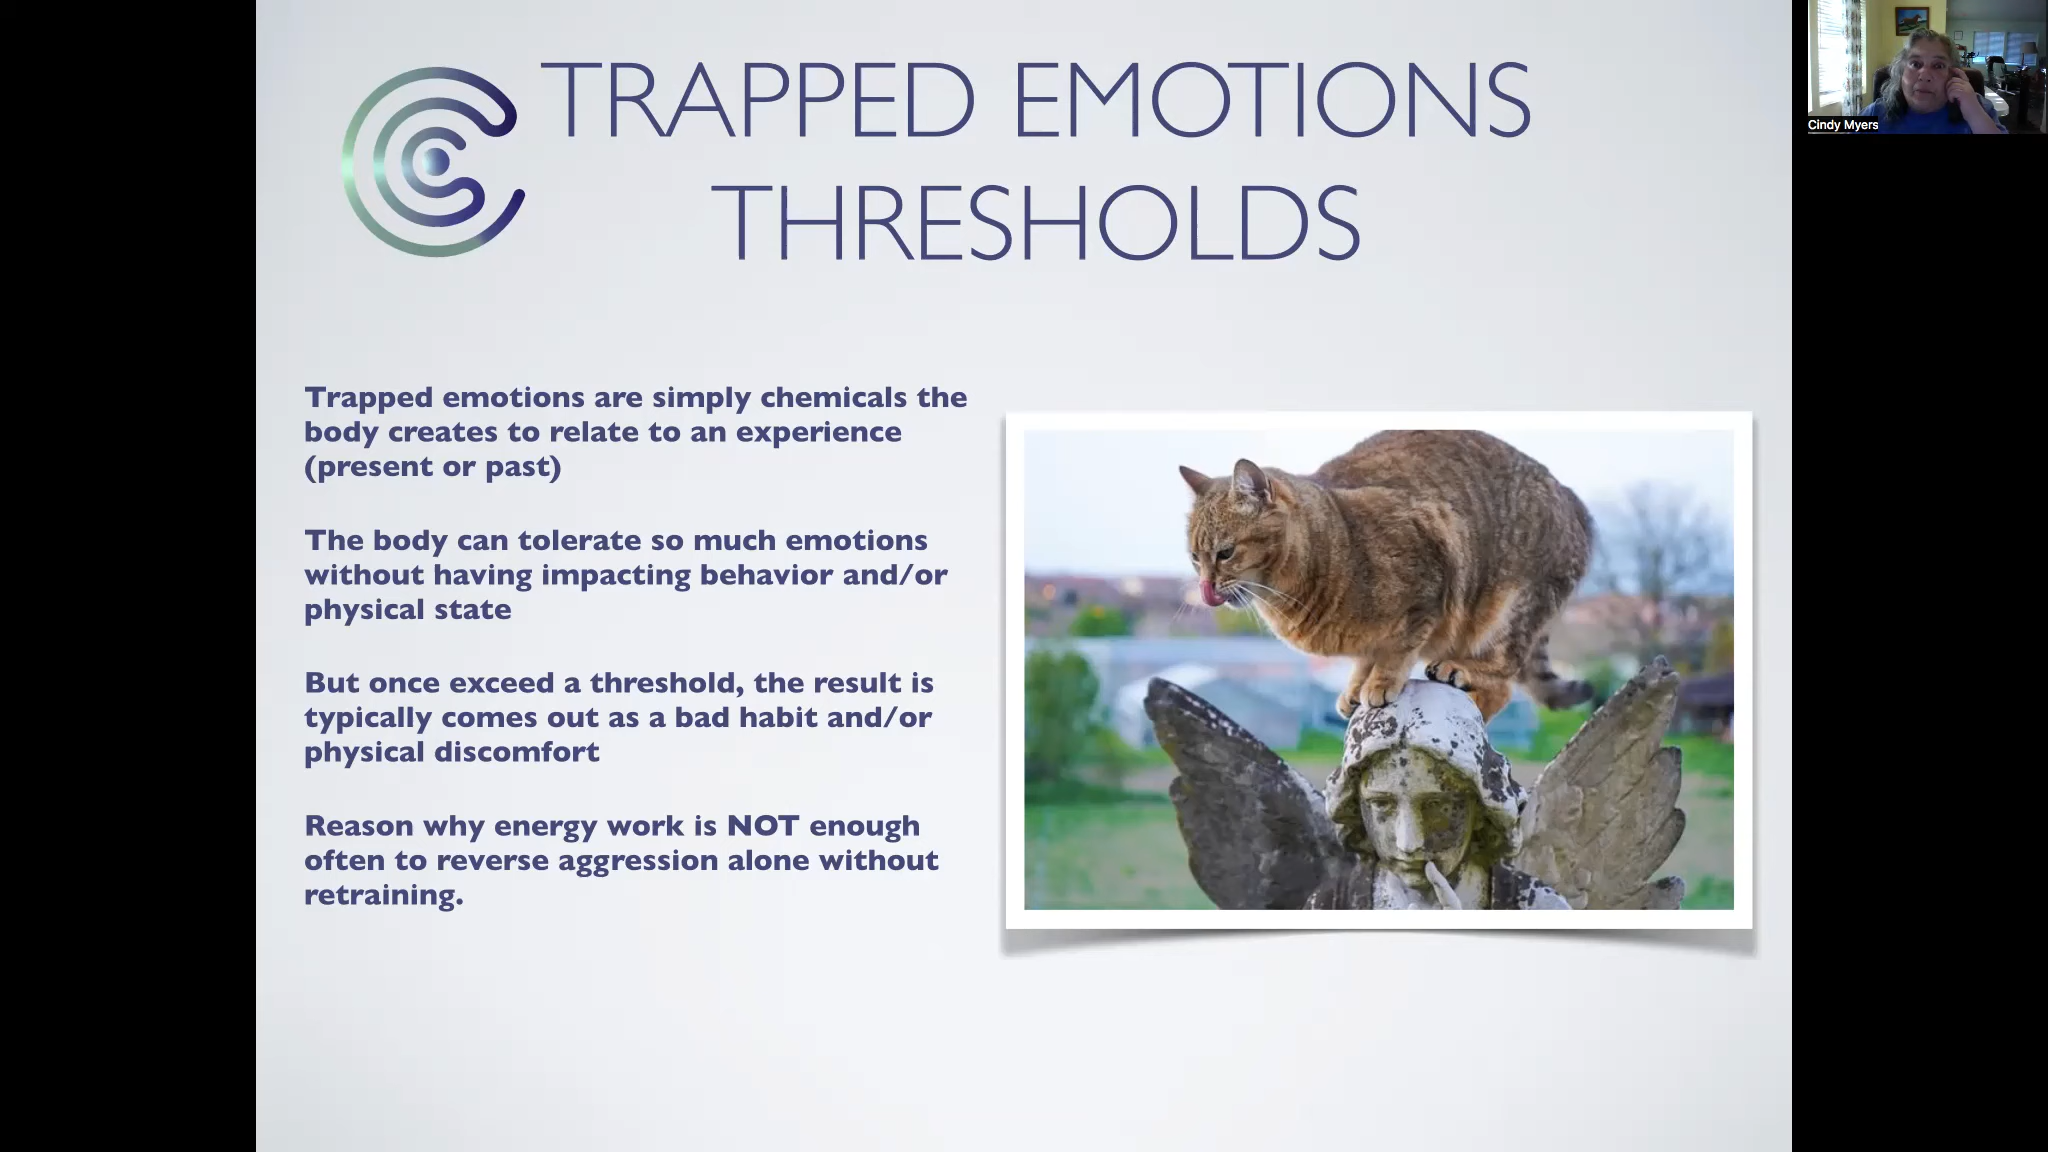 TRAPPED EMOTIONS
THRESHOLDS
Trapped emotions are simply chemicals the
body creates to relate to an experience
(present or past)
The body can tolerate so much emotions
without having impacting behavior and/or
physical state
But once exceed a threshold, the result is
typically comes out as a bad habit and/or
physical discomfort
Reason why energy work is NOT enough
often to reverse aggression alone without
retraining.
Cindy Myers